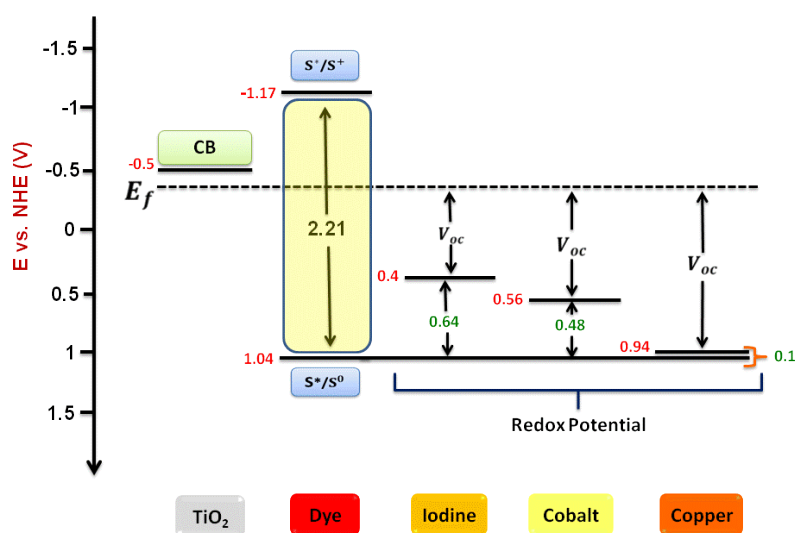 E vs. NHE (V)
-1.5
-1
-0.5
0
0.5
1
1.5
S*/S⁺
-1.17
CB
-0.5
E_f
2.21
V_oc
V_oc
V_oc
0.4
0.56
0.64
0.48
0.94
0.1
1.04
S*/S⁰
Redox Potential
TiO₂
Dye
Iodine
Cobalt
Copper